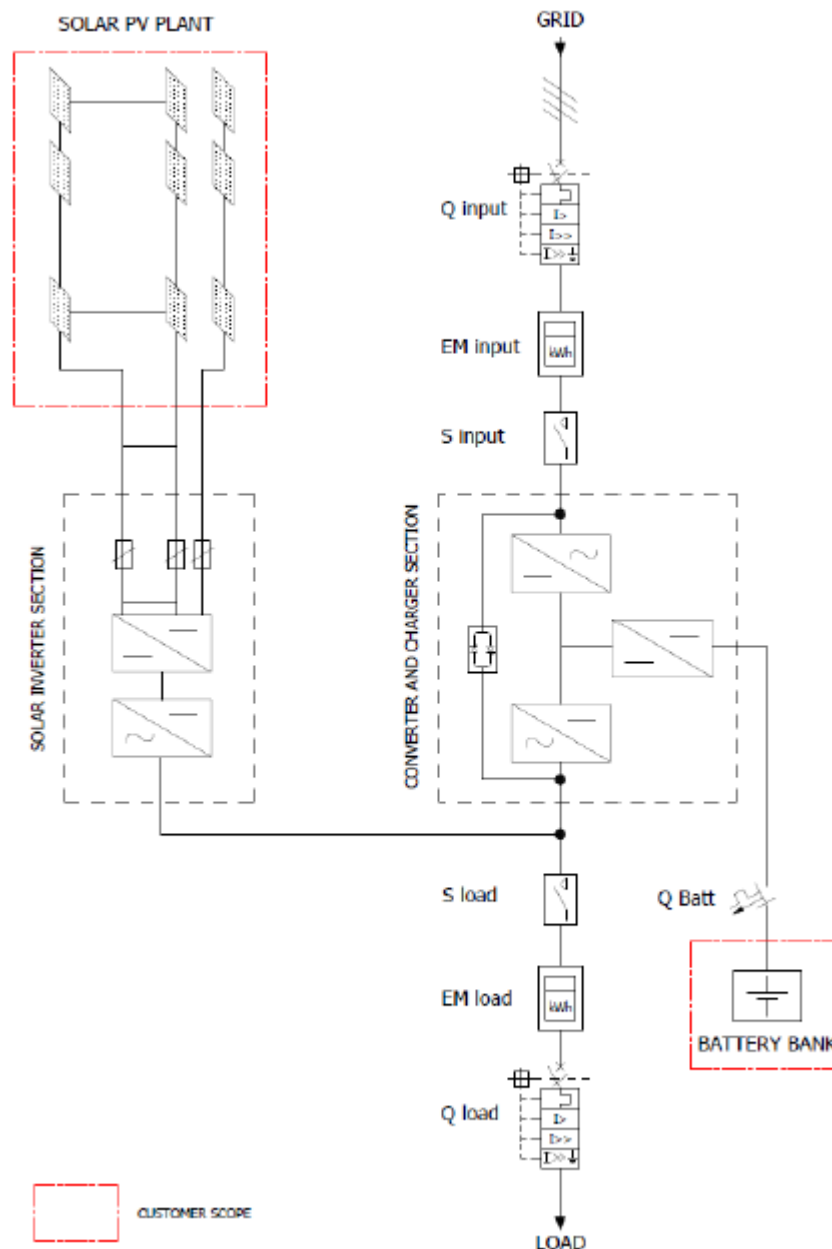 SOLAR PV PLANT
GRID
Q input
I>
I>>
I>>
EM input
kWh
S input
SOLAR INVERTER SECTION
CONVERTER AND CHARGER SECTION
S load
Q Batt
EM load
kWh
BATTERY BANK
Q load
I>
I>>
I>>
CUSTOMER SCOPE
LOAD